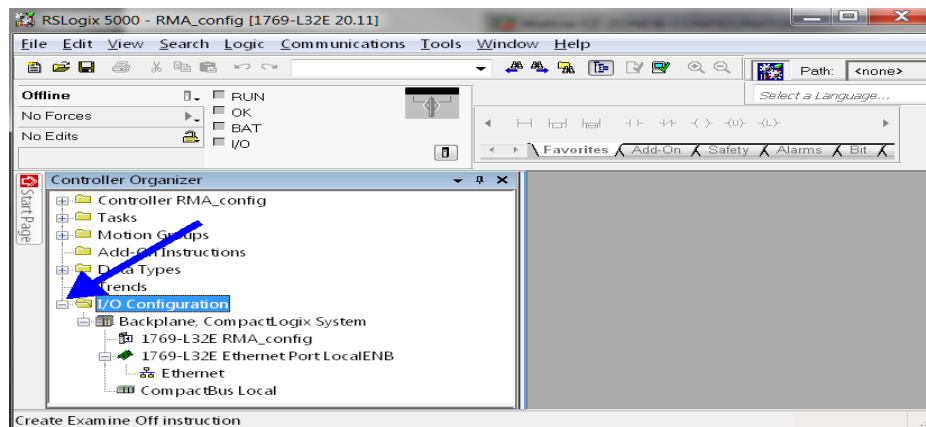 RSLogix 5000 - RMA_config [1769-L32E 20.11]
File Edit View Search Logic Communications Tools Window Help
Path: <none>
Offline
RUN
Select a Language...
No Forces
OK
No Edits
BAT
I/O
Favorites Add-On Safety Alarms Bit
Start Page
Controller Organizer
Controller RMA_config
Tasks
Motion Groups
Add-On Instructions
Data Types
Trends
I/O Configuration
Backplane, CompactLogix System
1769-L32E RMA_config
1769-L32E Ethernet Port LocalENB
Ethernet
CompactBus Local
Create Examine Off instruction